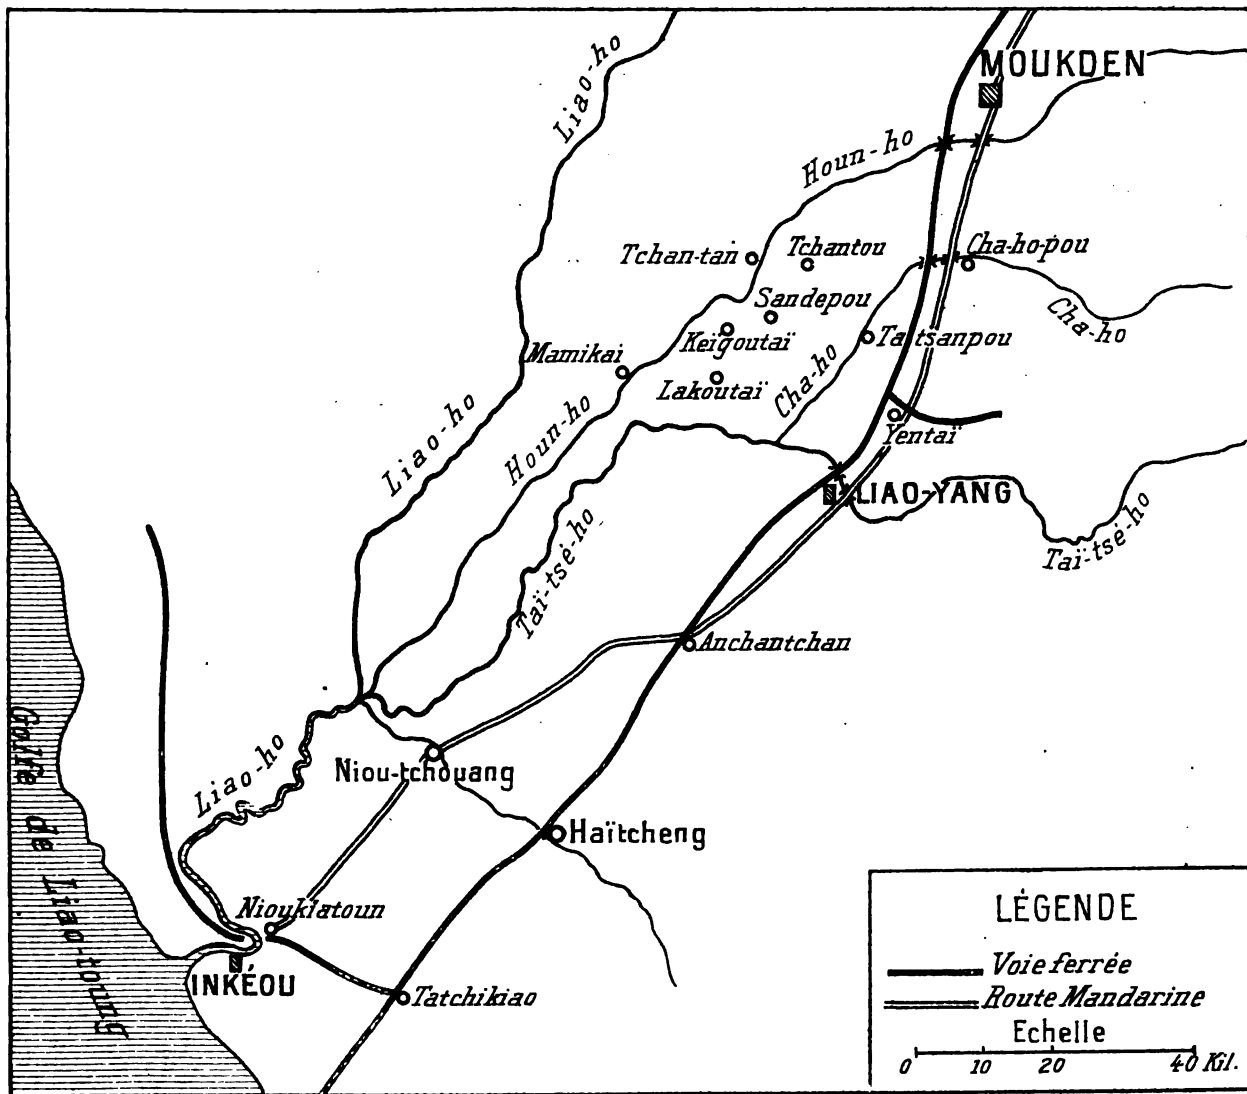 Liao-ho
MOUKDEN
Houn-ho
Tchan-tan
Tchantou
Cha-ho-pou
Sandepou
Cha-ho
Keïgoutaï
Taïtsanpou
Mamikai
Lakoutaï
Cha-ho
Liao-ho
Houn-ho
Yentaï
LIAO-YANG
Taï-tsé-ho
Taï-tsé-ho
Anchantchan
Golfe de Liao-toung
Liao-ho
Niou-tchouang
Haïtcheng
Niouklatoun
INKÉOU
Tatchikiao
LÉGENDE
Voie ferrée
Route Mandarine
Echelle
0 10 20 40 Kil.